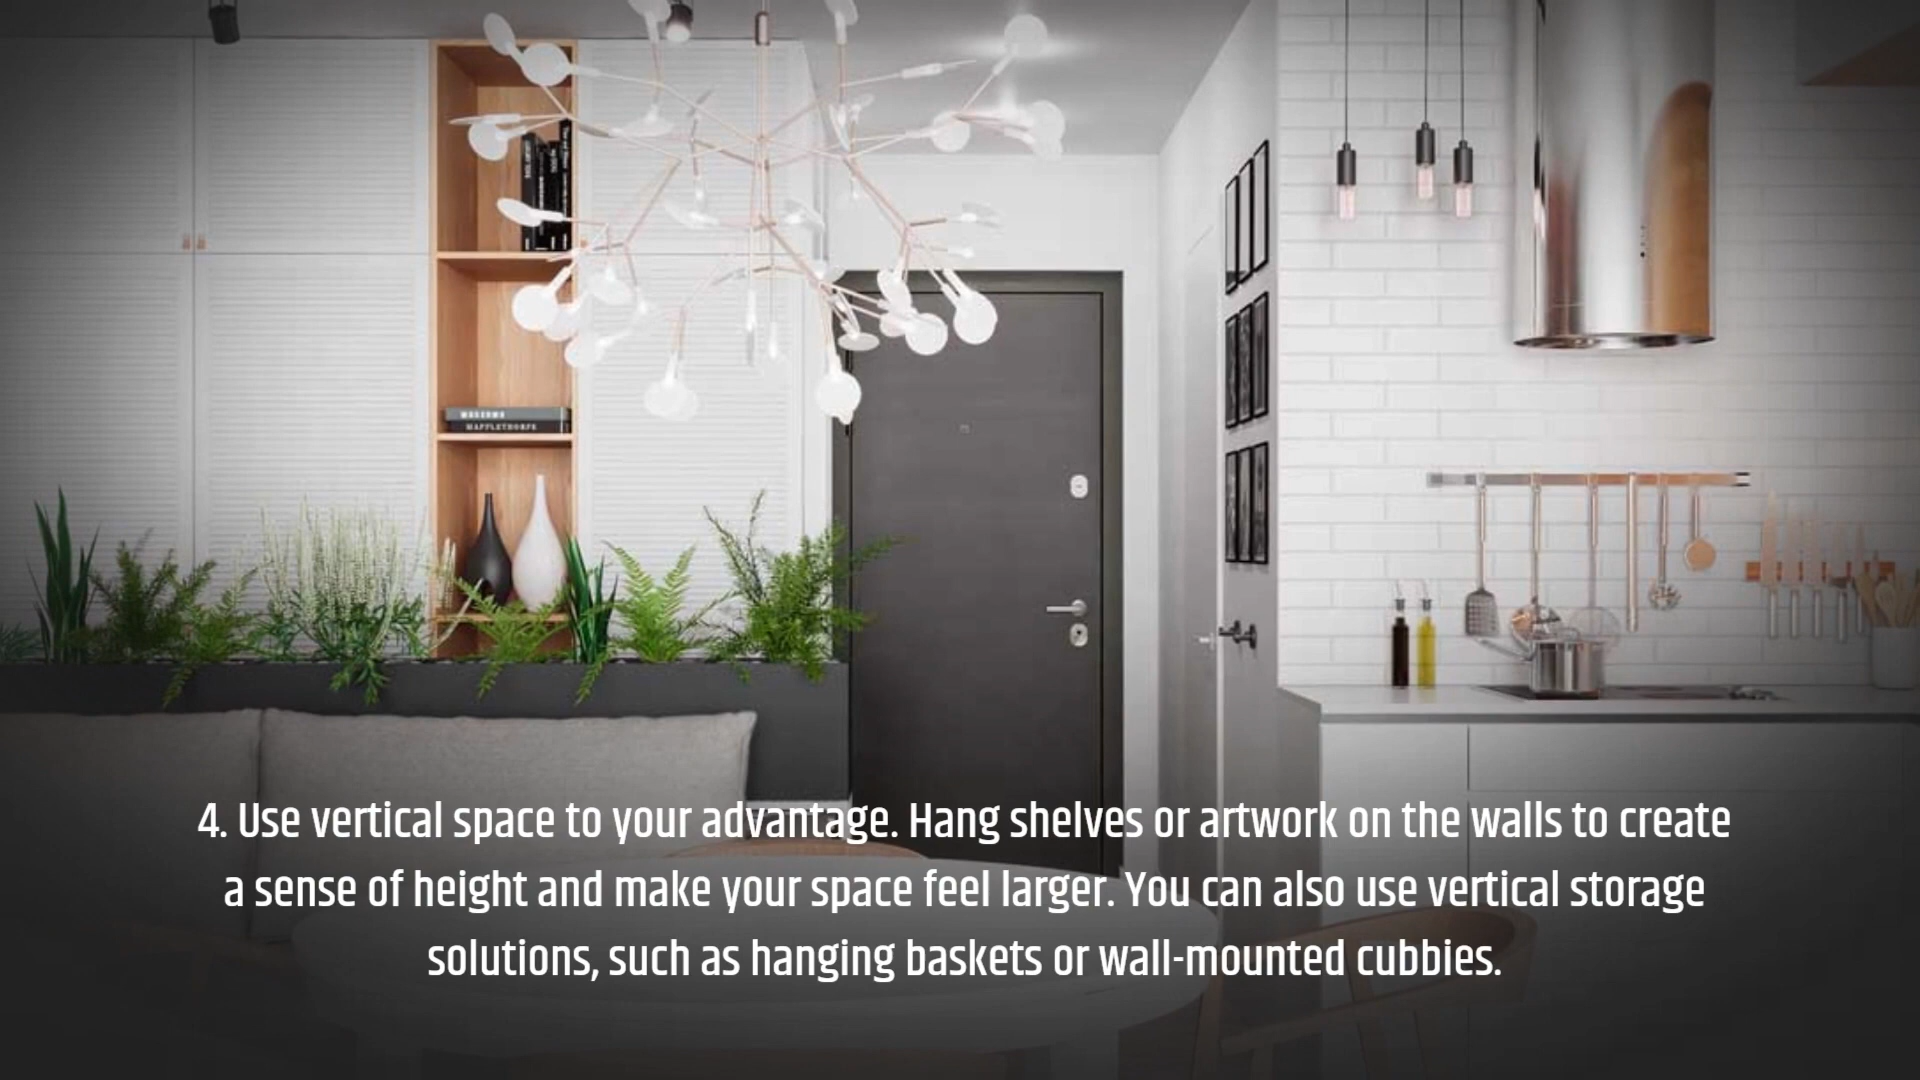 MAPPLETHORPE
4. Use vertical space to your advantage. Hang shelves or artwork on the walls to create
a sense of height and make your space feel larger. You can also use vertical storage
solutions, such as hanging baskets or wall-mounted cubbies.